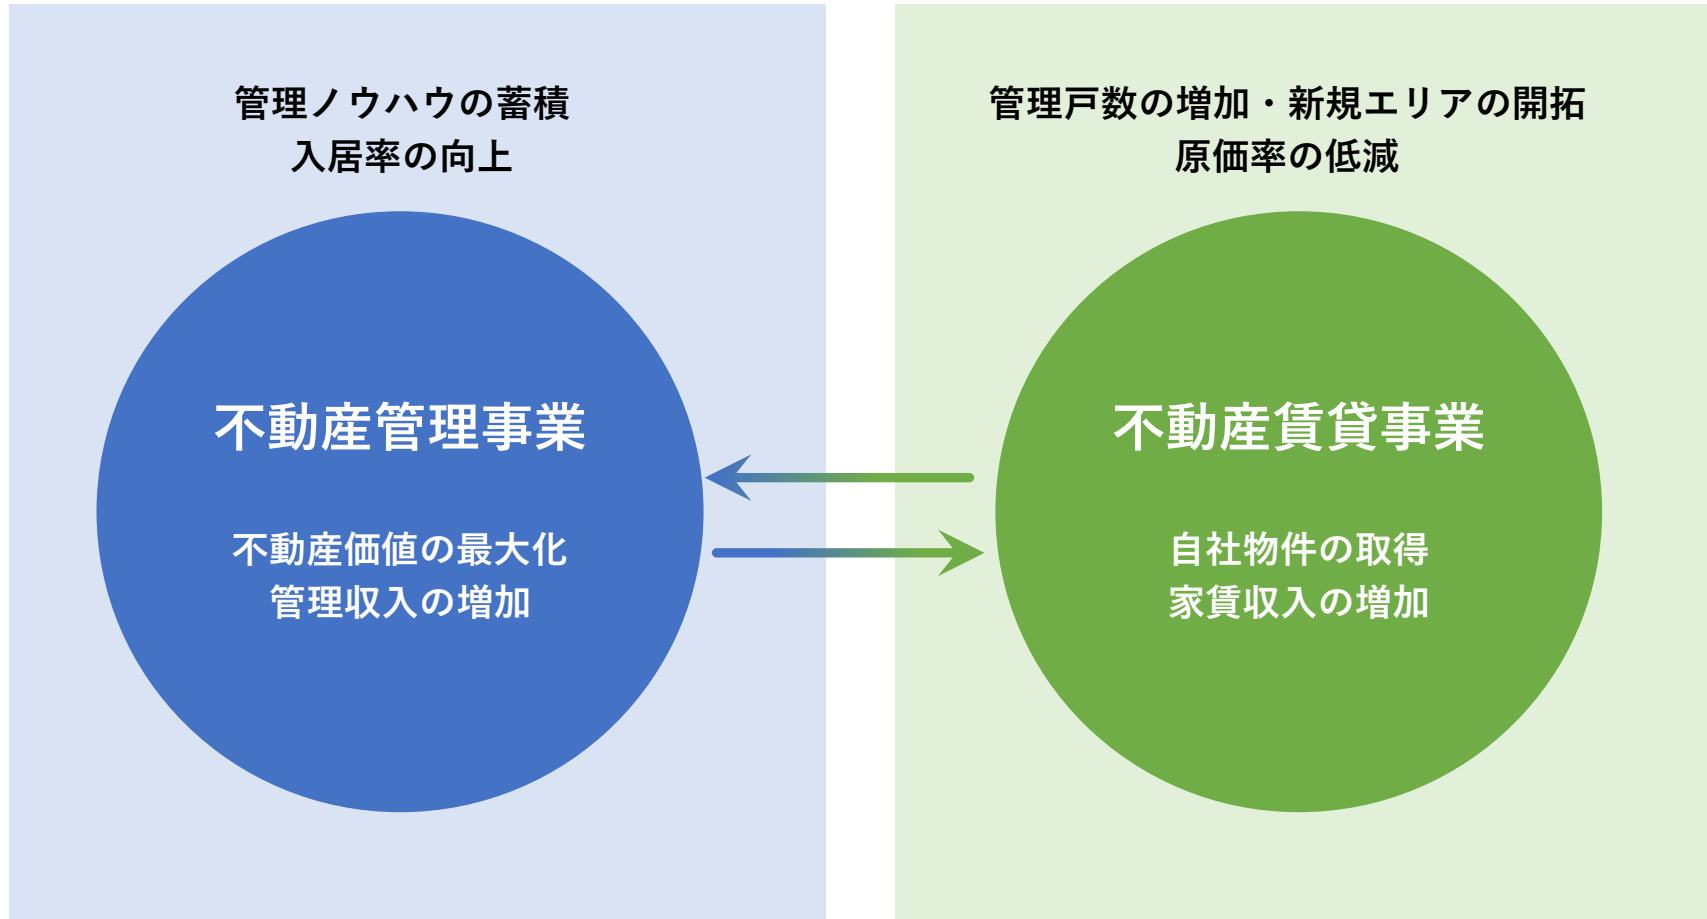 管理ノウハウの蓄積
入居率の向上
不動産管理事業
不動産価値の最大化
管理収入の増加
管理戸数の増加・新規エリアの開拓
原価率の低減
不動産賃貸事業
自社物件の取得
家賃収入の増加